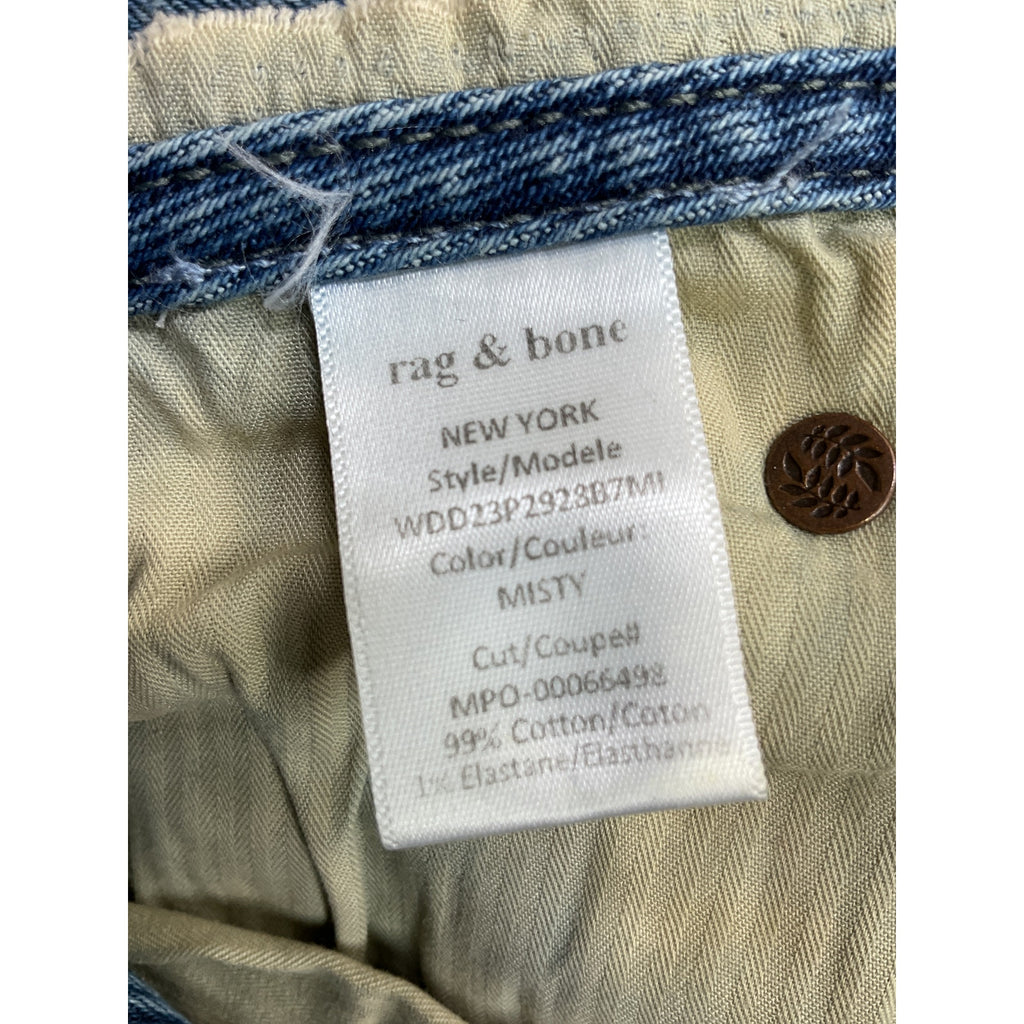 rag & bone
NEW YORK
Style/Modele
WDD23P2928B7MI
Color/Couleur:
MISTY
Cut/Coupe#
MPO-00066498
99% Cotton/Coton
1% Elastane/Elasthanne